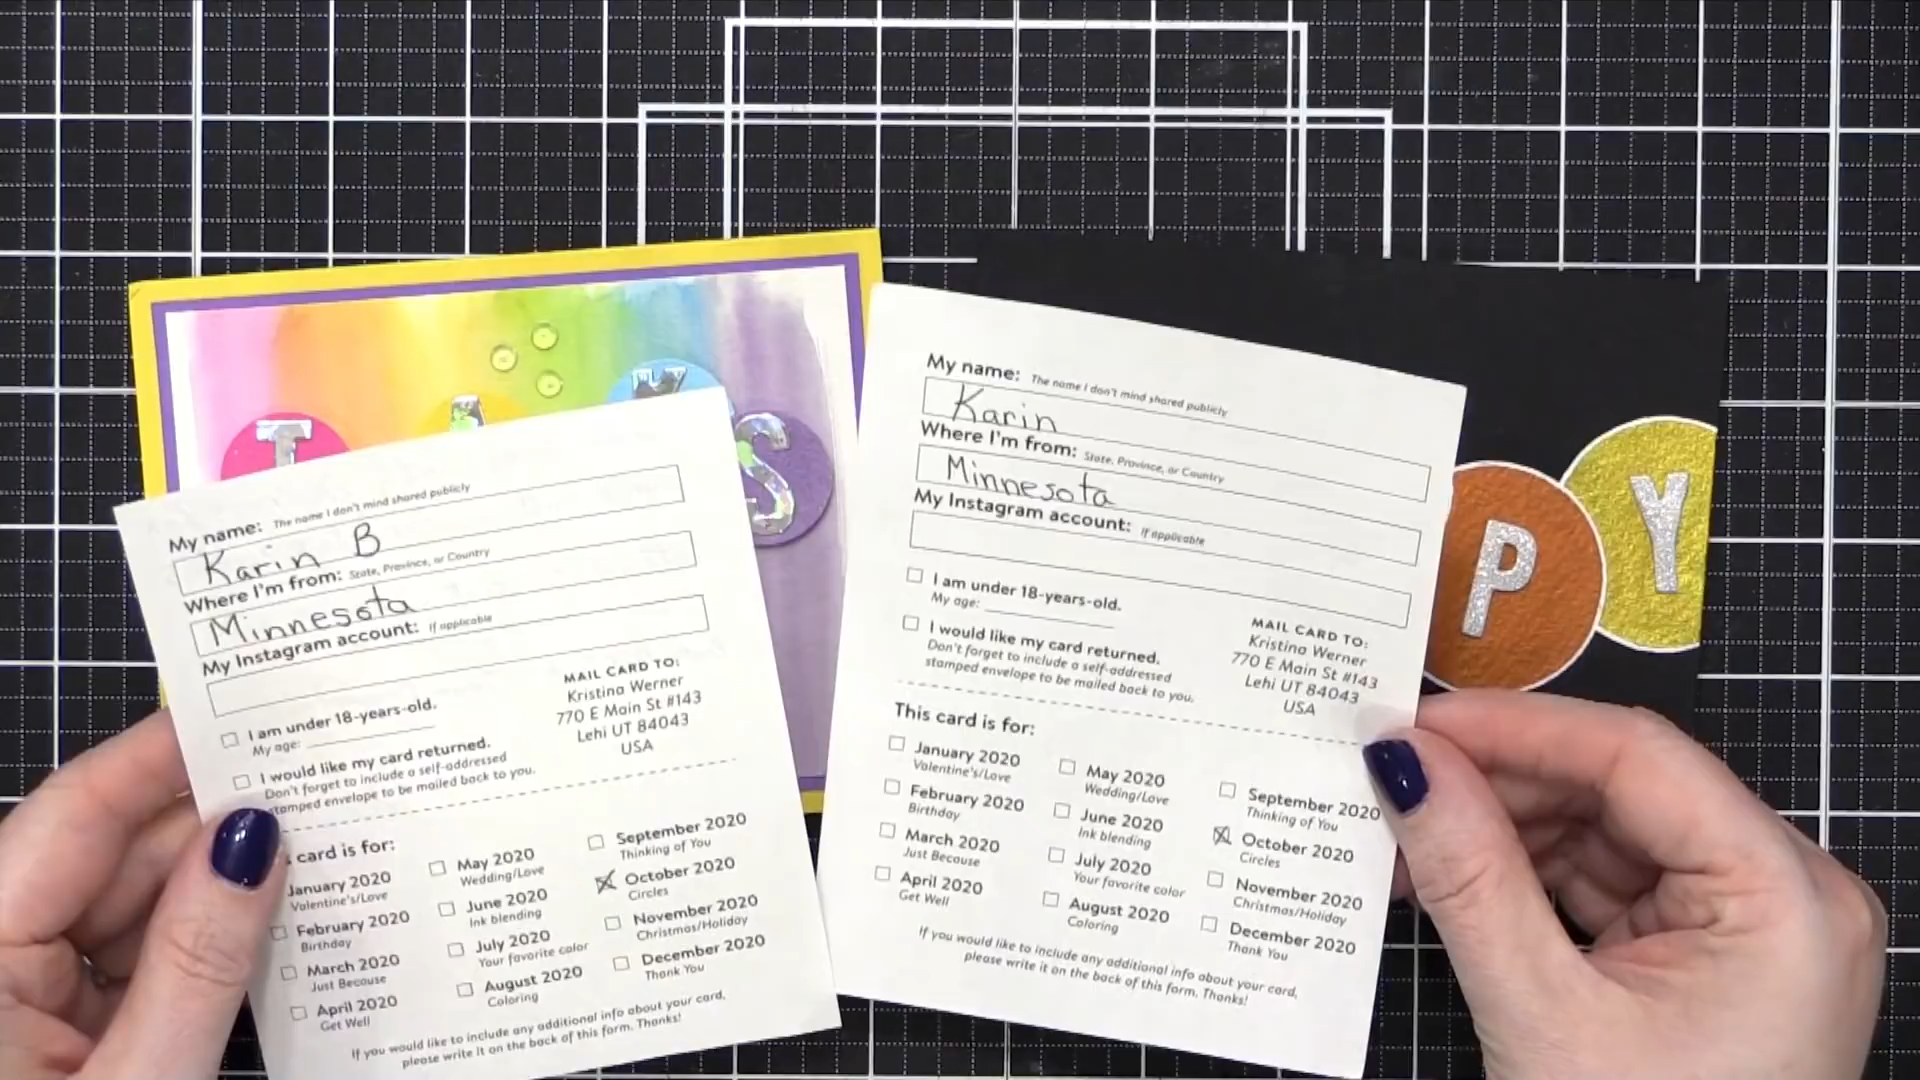 T
S
P
Y
My name: The name I don't mind shared publicly
Karin B
Where I'm from: State, Province, or Country
Minnesota
My Instagram account: If applicable
I am under 18-years-old.
My age:
I would like my card returned.
Don't forget to include a self-addressed
stamped envelope to be mailed back to you.
MAIL CARD TO:
Kristina Werner
770 E Main St #143
Lehi UT 84043
USA
card is for:
January 2020
Valentine's/Love
February 2020
Birthday
March 2020
Just Because
April 2020
Get Well
May 2020
Wedding/Love
June 2020
Ink blending
July 2020
Your favorite color
August 2020
Coloring
September 2020
Thinking of You
October 2020
Circles
November 2020
Christmas/Holiday
December 2020
Thank You
If you would like to include any additional info about your card,
please write it on the back of this form. Thanks!
My name: The name I don't mind shared publicly
Karin
Where I'm from: State, Province, or Country
Minnesota
My Instagram account: If applicable
I am under 18-years-old.
My age:
I would like my card returned.
Don't forget to include a self-addressed
stamped envelope to be mailed back to you.
MAIL CARD TO:
Kristina Werner
770 E Main St #143
Lehi UT 84043
USA
This card is for:
January 2020
Valentine's/Love
February 2020
Birthday
March 2020
Just Because
April 2020
Get Well
May 2020
Wedding/Love
June 2020
Ink blending
July 2020
Your favorite color
August 2020
Coloring
September 2020
Thinking of You
October 2020
Circles
November 2020
Christmas/Holiday
December 2020
Thank You
If you would like to include any additional info about your card,
please write it on the back of this form. Thanks!